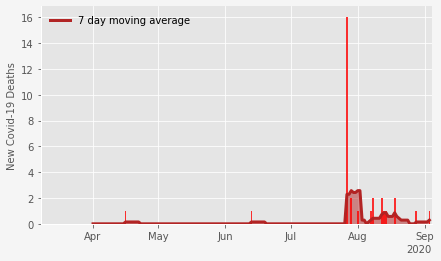 7 day moving average
New Covid-19 Deaths
16
14
12
10
8
6
4
2
0
Apr
May
Jun
Jul
Aug
Sep
2020